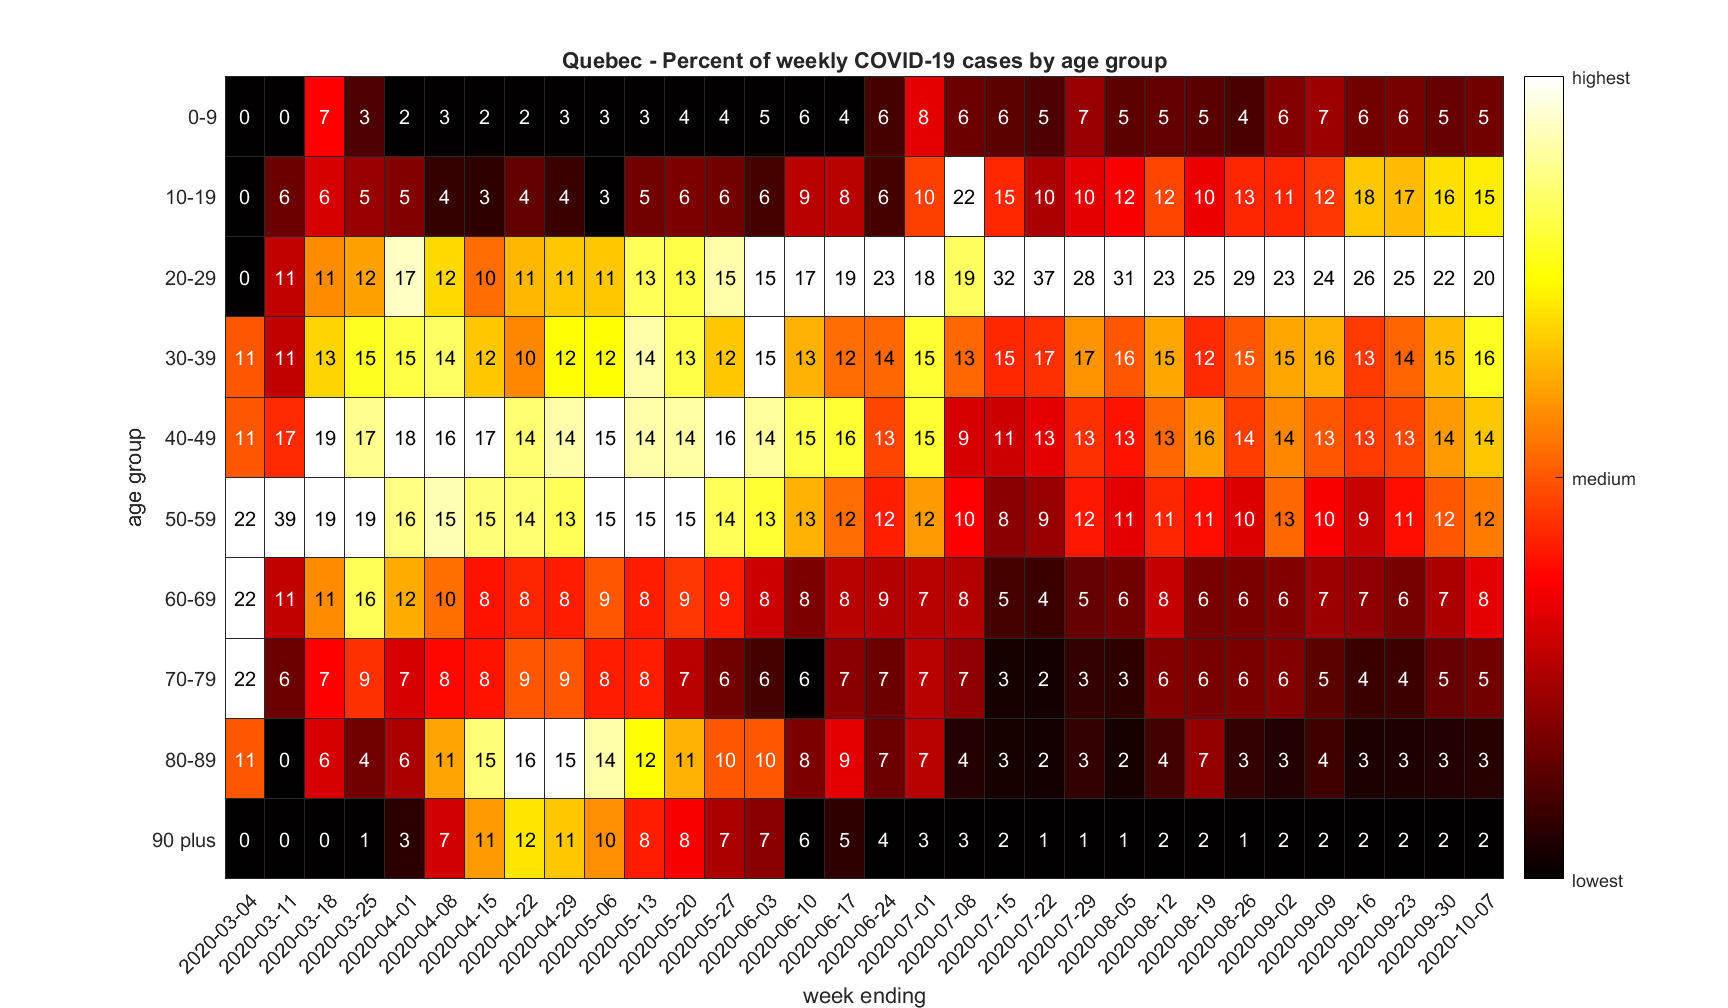 Quebec - Percent of weekly COVID-19 cases by age group
highest
0-9 0 0 7 3 2 3 2 2 3 3 3 4 4 5 6 4 6 8 6 6 5 7 5 5 5 4 6 7 6 6 5 5
10-19 0 6 6 5 5 4 3 4 4 3 5 6 6 6 9 8 6 10 22 15 10 10 12 12 10 13 11 12 18 17 16 15
20-29 0 11 11 12 17 12 10 11 11 11 13 13 15 15 17 19 23 18 19 32 37 28 31 23 25 29 23 24 26 25 22 20
30-39 11 11 13 15 15 14 12 10 12 12 14 13 12 15 13 12 14 15 13 15 17 17 16 15 12 15 15 16 13 14 15 16
40-49 11 17 19 17 18 16 17 14 14 15 14 14 16 14 15 16 13 15 9 11 13 13 13 13 16 14 14 13 13 13 14 14
medium
age group
50-59 22 39 19 19 16 15 15 14 13 15 15 15 14 13 13 12 12 12 10 8 9 12 11 11 11 10 13 10 9 11 12 12
60-69 22 11 11 16 12 10 8 8 8 9 8 9 9 8 8 8 9 7 8 5 4 5 6 8 6 6 6 7 7 6 7 8
70-79 22 6 7 9 7 8 8 9 9 8 8 7 6 6 6 7 7 7 7 3 2 3 3 6 6 6 6 5 4 4 5 5
80-89 11 0 6 4 6 11 15 16 15 14 12 11 10 10 8 9 7 7 4 3 2 3 2 4 7 3 3 4 3 3 3 3
90 plus 0 0 0 1 3 7 11 12 11 10 8 8 7 7 6 5 4 3 3 2 1 1 1 2 2 1 2 2 2 2 2 2
lowest
2020-03-04 2020-03-11 2020-03-18 2020-03-25 2020-04-01 2020-04-08 2020-04-15 2020-04-22 2020-04-29 2020-05-06 2020-05-13 2020-05-20 2020-05-27 2020-06-03 2020-06-10 2020-06-17 2020-06-24 2020-07-01 2020-07-08 2020-07-15 2020-07-22 2020-07-29 2020-08-05 2020-08-12 2020-08-19 2020-08-26 2020-09-02 2020-09-09 2020-09-16 2020-09-23 2020-09-30 2020-10-07
week ending